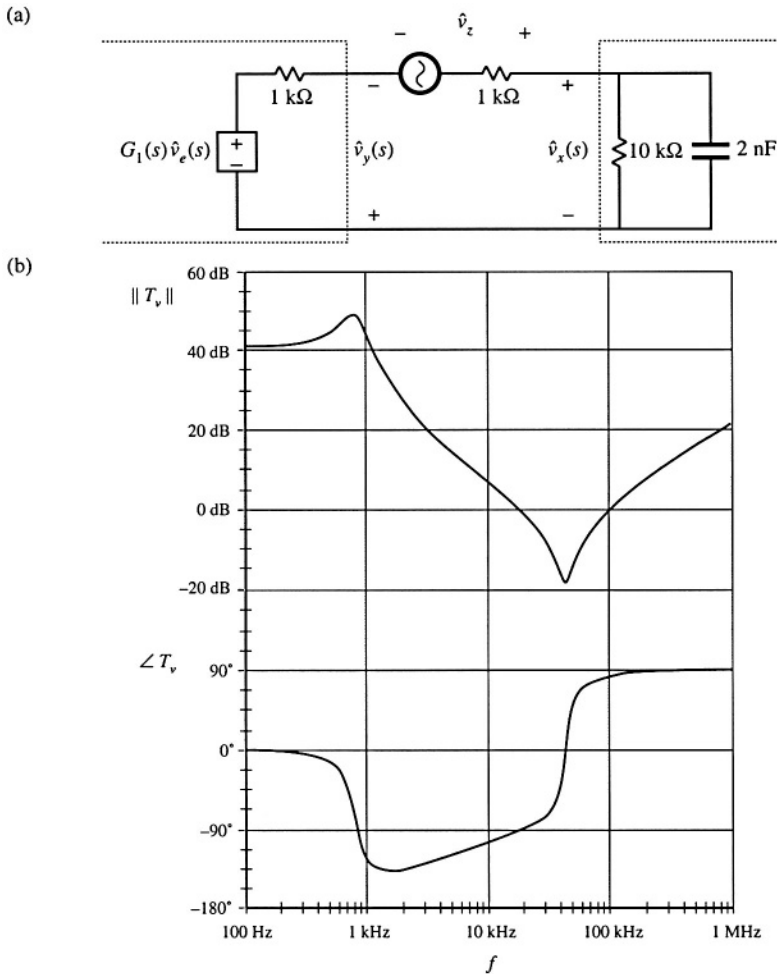 (a)
− v̂z +
1 kΩ
−
1 kΩ
+
G1(s)v̂e(s)
+
−
v̂y(s)
v̂x(s)
10 kΩ
2 nF
+
−
(b)
|| Tv ||
60 dB
40 dB
20 dB
0 dB
−20 dB
∠ Tv
90°
0°
−90°
−180°
100 Hz 1 kHz 10 kHz 100 kHz 1 MHz
f